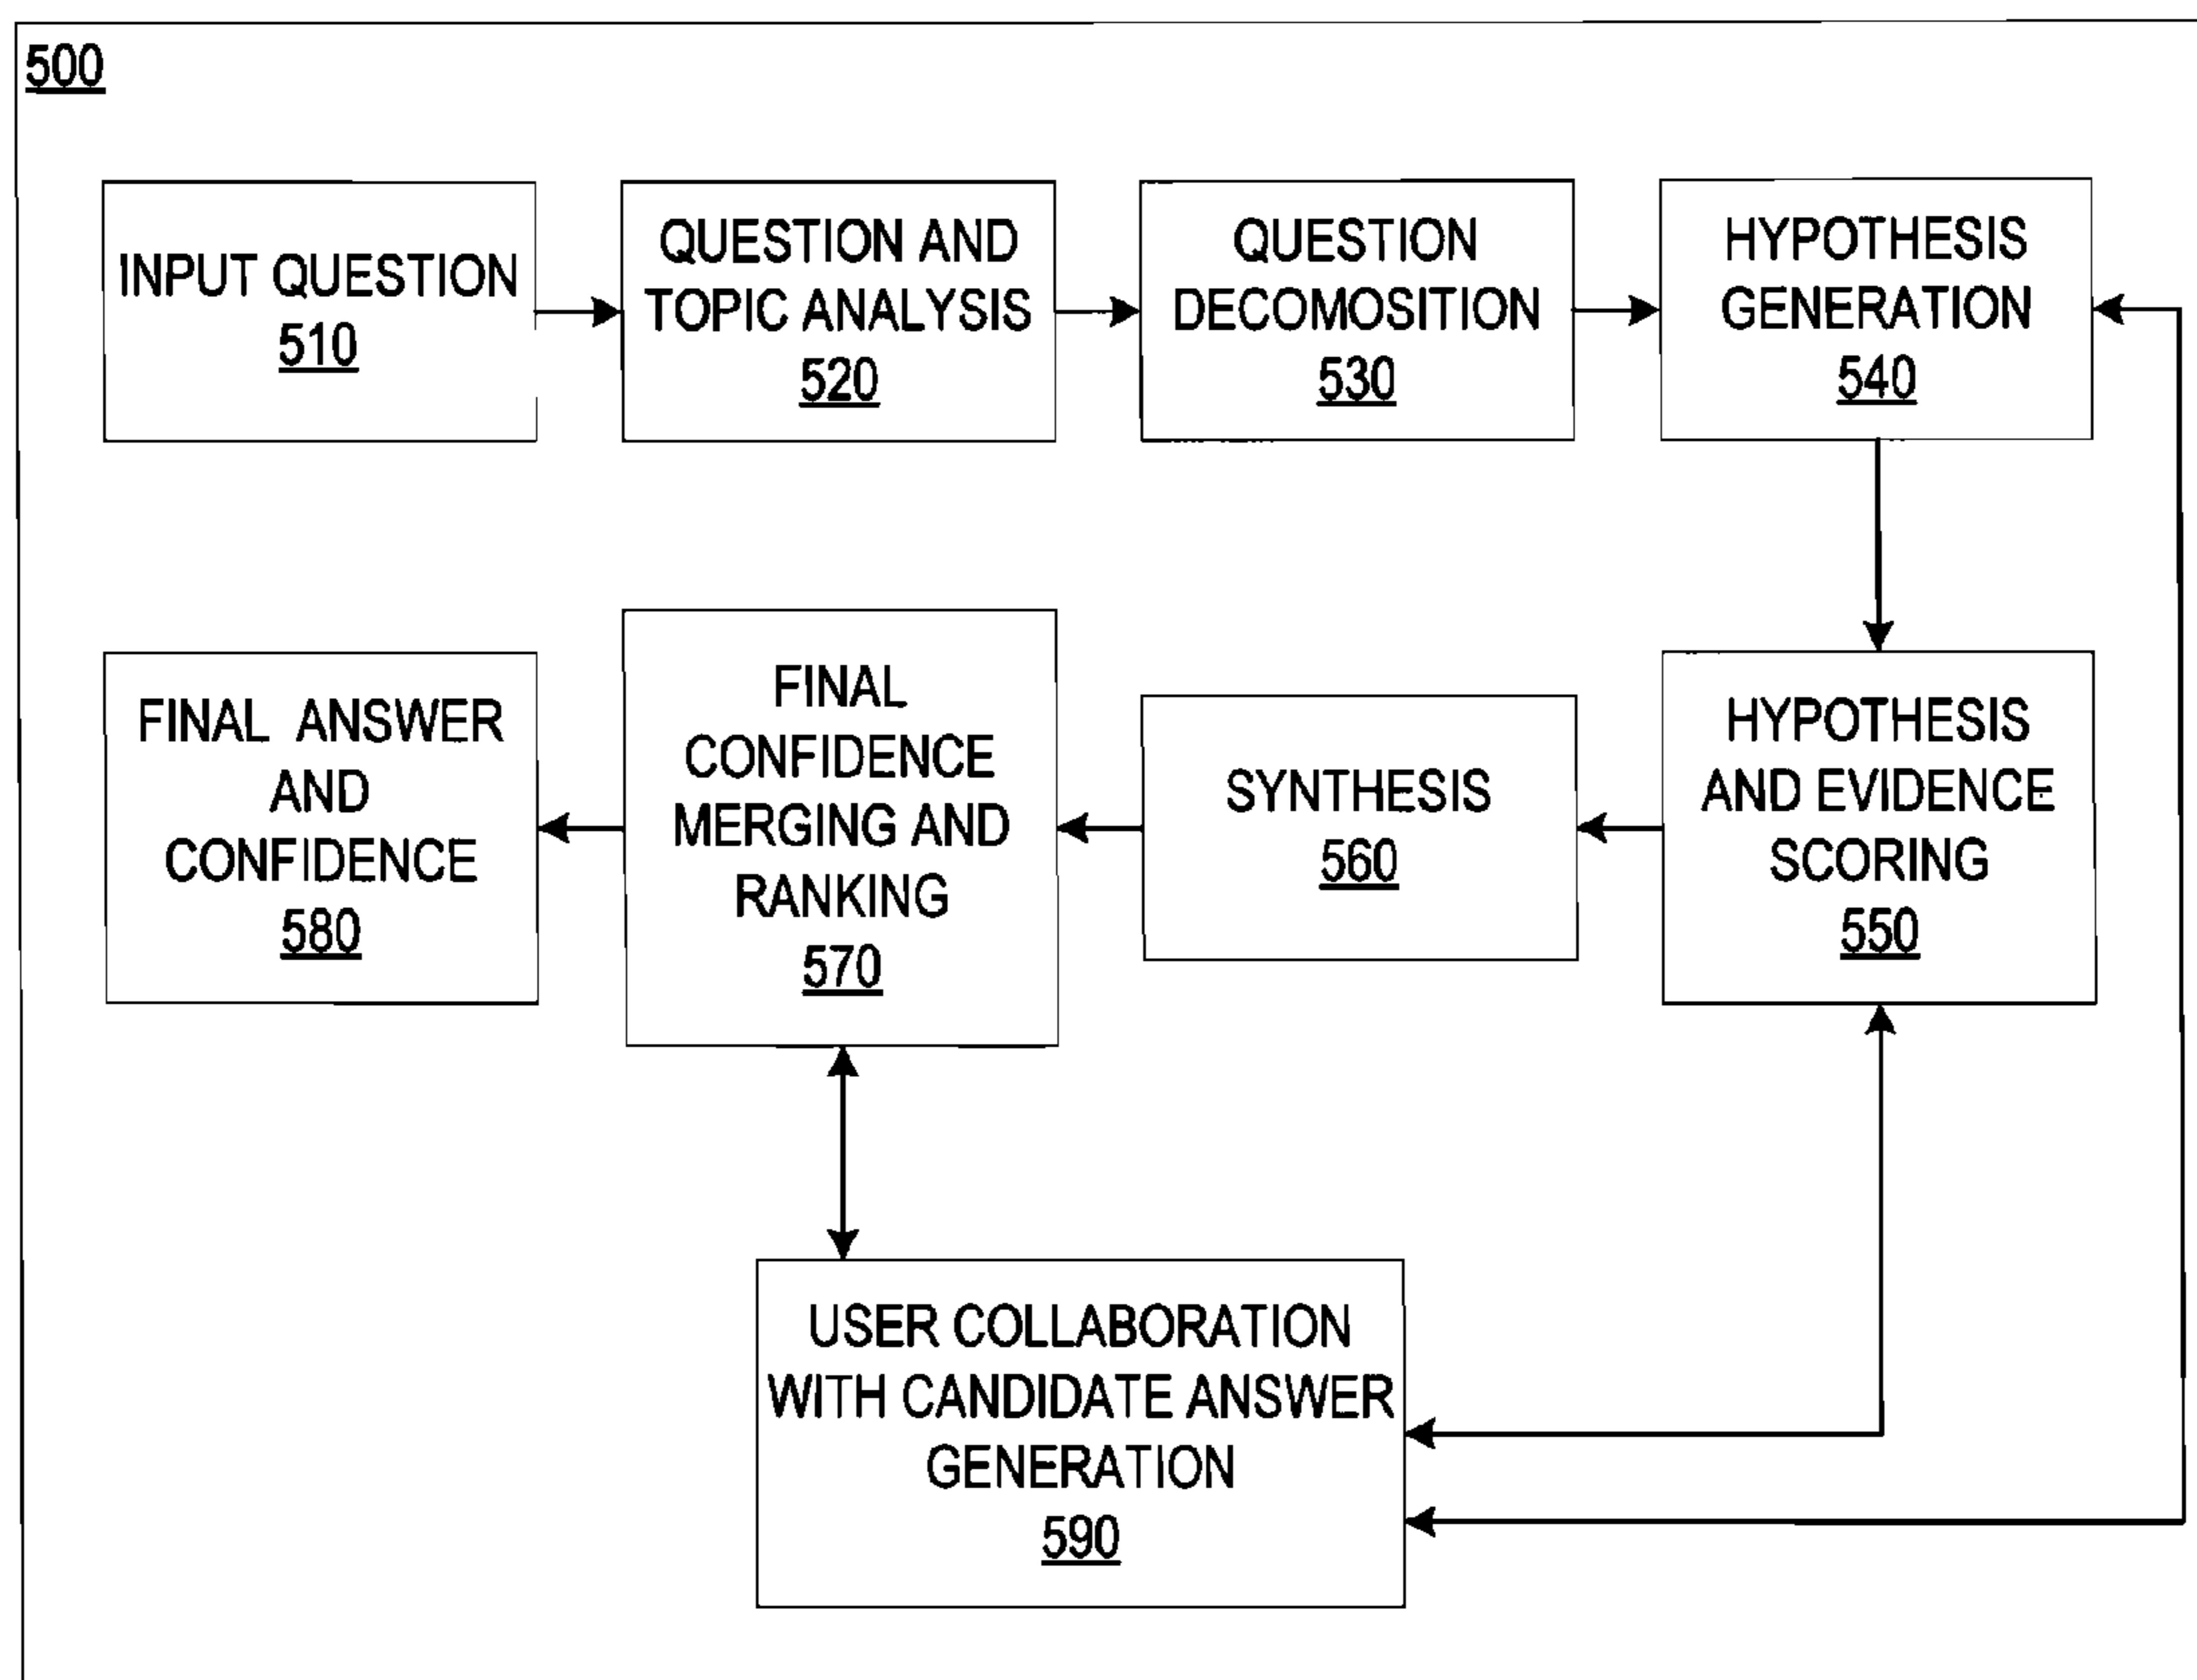 500
INPUT QUESTION
510
QUESTION AND
TOPIC ANALYSIS
520
QUESTION
DECOMOSITION
530
HYPOTHESIS
GENERATION
540
FINAL ANSWER
AND
CONFIDENCE
580
FINAL
CONFIDENCE
MERGING AND
RANKING
570
SYNTHESIS
560
HYPOTHESIS
AND EVIDENCE
SCORING
550
USER COLLABORATION
WITH CANDIDATE ANSWER
GENERATION
590